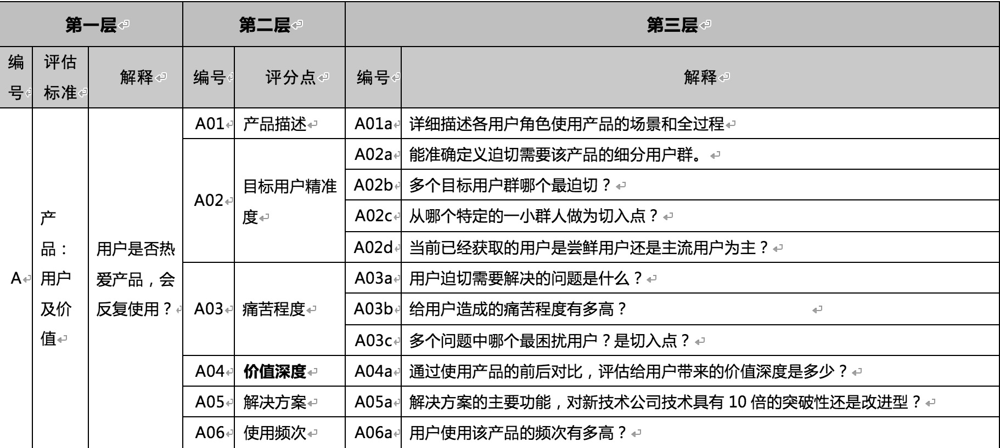 第一层 第二层 第三层
编号 评估标准 解释 编号 评分点 编号 解释
A 产品：用户及价值 用户是否热爱产品，会反复使用？
A01 产品描述 A01a 详细描述各用户角色使用产品的场景和全过程
A02 目标用户精准度 A02a 能准确定义迫切需要该产品的细分用户群。
A02b 多个目标用户群哪个最迫切？
A02c 从哪个特定的一小群人做为切入点？
A02d 当前已经获取的用户是尝鲜用户还是主流用户为主？
A03 痛苦程度 A03a 用户迫切需要解决的问题是什么？
A03b 给用户造成的痛苦程度有多高？
A03c 多个问题中哪个最困扰用户？是切入点？
A04 价值深度 A04a 通过使用产品的前后对比，评估给用户带来的价值深度是多少？
A05 解决方案 A05a 解决方案的主要功能，对新技术公司技术具有 10 倍的突破性还是改进型？
A06 使用频次 A06a 用户使用该产品的频次有多高？